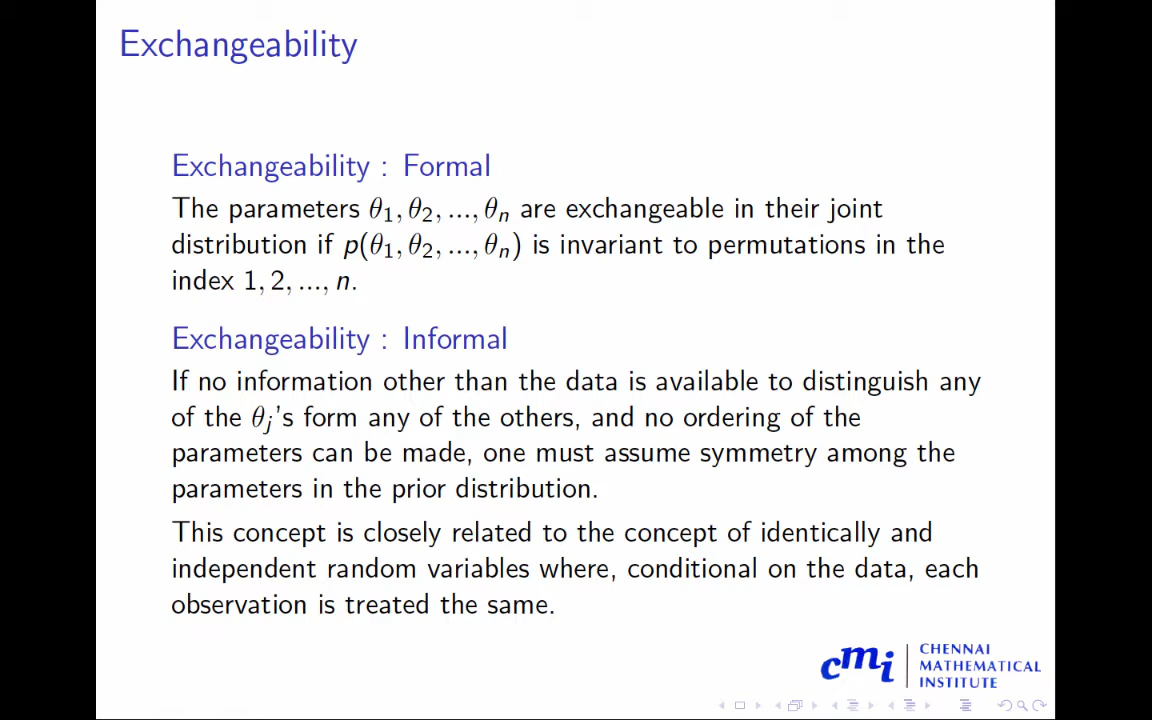 Exchangeability
Exchangeability : Formal
The parameters θ₁, θ₂, ..., θₙ are exchangeable in their joint
distribution if p(θ₁, θ₂, ..., θₙ) is invariant to permutations in the
index 1, 2, ..., n.
Exchangeability : Informal
If no information other than the data is available to distinguish any
of the θⱼ's form any of the others, and no ordering of the
parameters can be made, one must assume symmetry among the
parameters in the prior distribution.
This concept is closely related to the concept of identically and
independent random variables where, conditional on the data, each
observation is treated the same.
cmi
CHENNAI
MATHEMATICAL
INSTITUTE